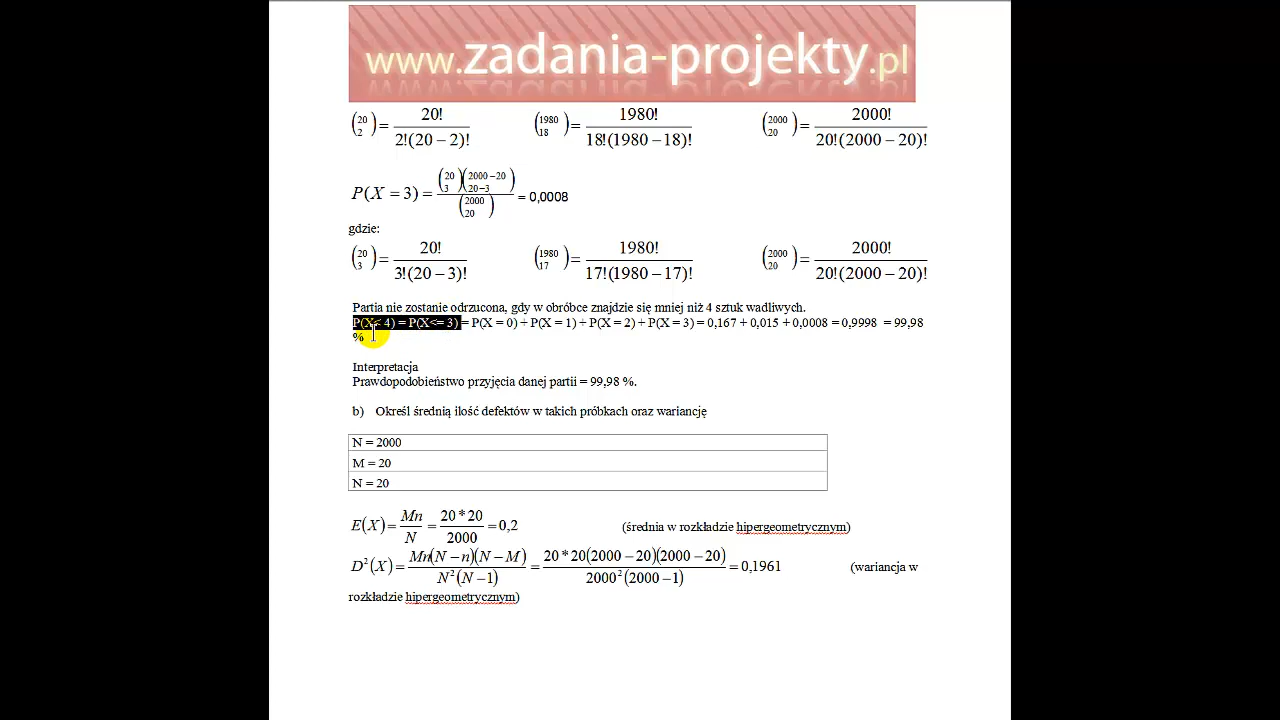 www.zadania-projekty.pl
(20 2) = 20! / 2!(20 − 2)! (1980 18) = 1980! / 18!(1980 − 18)! (2000 20) = 2000! / 20!(2000 − 20)!
P(X = 3) = (20 3)(2000 − 20 20 − 3) / (2000 20) = 0,0008
gdzie:
(20 3) = 20! / 3!(20 − 3)! (1980 17) = 1980! / 17!(1980 − 17)! (2000 20) = 2000! / 20!(2000 − 20)!
Partia nie zostanie odrzucona, gdy w obróbce znajdzie się mniej niż 4 sztuk wadliwych.
P(X< 4) = P(X<= 3) = P(X = 0) + P(X = 1) + P(X = 2) + P(X = 3) = 0,167 + 0,015 + 0,0008 = 0,9998 = 99,98
%
Interpretacja
Prawdopodobieństwo przyjęcia danej partii = 99,98 %.
b) Określ średnią ilość defektów w takich próbkach oraz wariancję
N = 2000
M = 20
N = 20
E(X) = Mn / N = 20 * 20 / 2000 = 0,2 (średnia w rozkładzie hipergeometrycznym)
D²(X) = Mn(N − n)(N − M) / N²(N − 1) = 20 * 20(2000 − 20)(2000 − 20) / 2000²(2000 − 1) = 0,1961 (wariancja w
rozkładzie hipergeometrycznym)